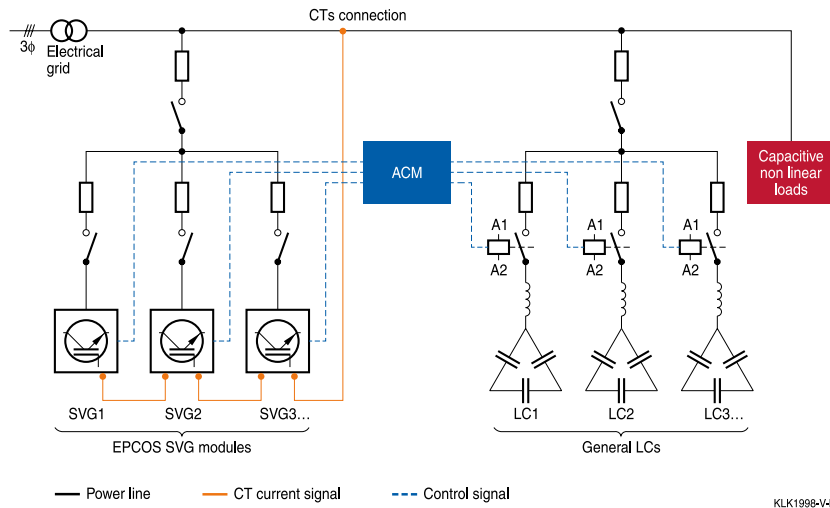 CTs connection
3ϕ
Electrical
grid
ACM
Capacitive
non linear
loads
A1
A2
A1
A2
A1
A2
SVG1
SVG2
SVG3...
LC1
LC2
LC3...
EPCOS SVG modules
General LCs
Power line
CT current signal
Control signal